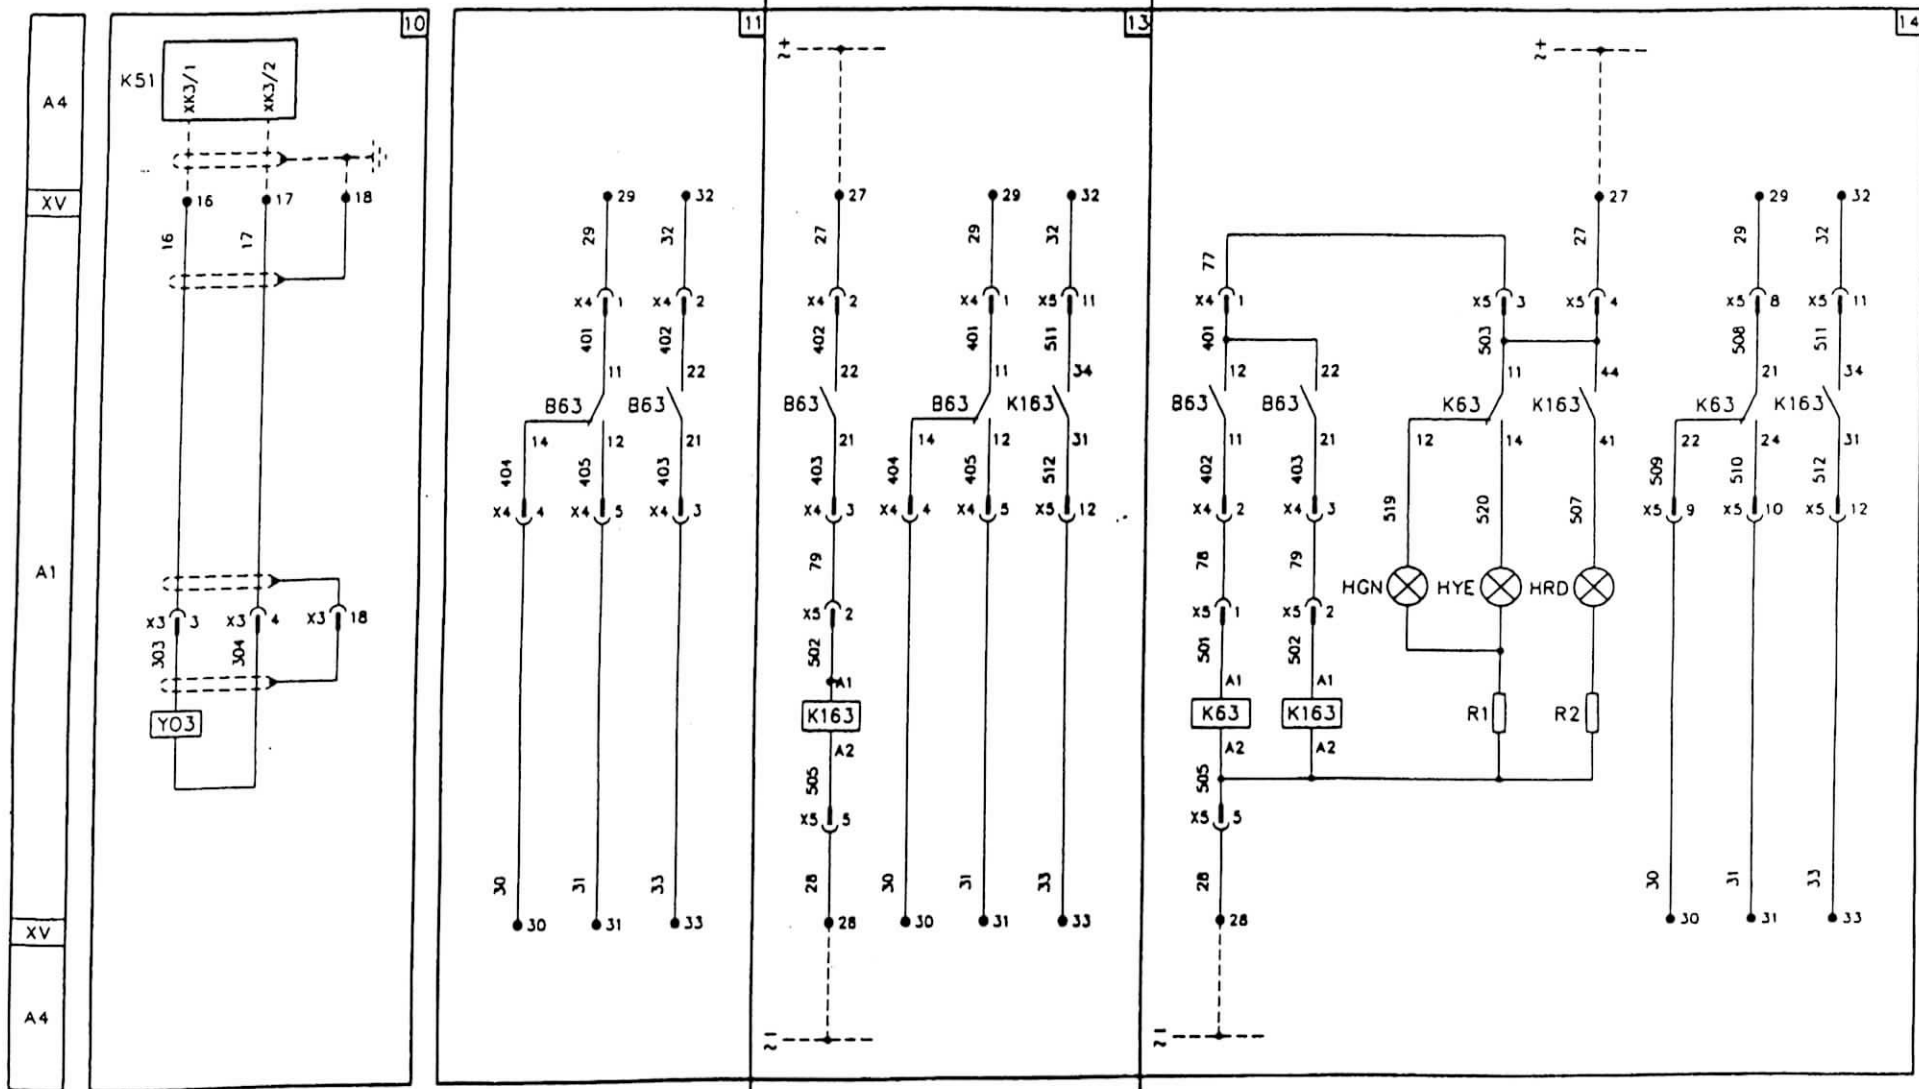 10
11
13
14
A4
XV
A1
XV
A4
K51
XK3/1
XK3/2
16
17
18
16
17
X3 3
X3 4
X3 18
303
304
Y03
29
32
29
32
X4 1
X4 2
401
402
11
22
B63
B63
14
12
21
404
405
403
X4 4
X4 5
X4 3
30
31
33
30
31
33
+
~
27
29
32
27
29
32
X4 2
X4 1
X5 11
402
401
511
22
11
34
B63
B63
K163
21
14
12
31
403
404
405
512
X4 3
X4 4
X4 5
X5 12
79
X5 2
502
A1
K163
A2
505
X5 5
28
30
31
33
28
30
31
33
–
~
+
~
27
29
32
77
27
29
32
X4 1
X5 3
X5 4
X5 8
X5 11
401
503
508
511
12
22
11
44
21
34
B63
B63
K63
K163
K63
K163
11
21
12
14
41
22
24
31
402
403
519
520
507
509
510
512
X4 2
X4 3
X5 9
X5 10
X5 12
78
79
HGN
HYE
HRD
X5 1
X5 2
501
502
A1
A1
K63
K163
R1
R2
A2
A2
505
X5 5
28
30
31
33
28
30
31
33
–
~